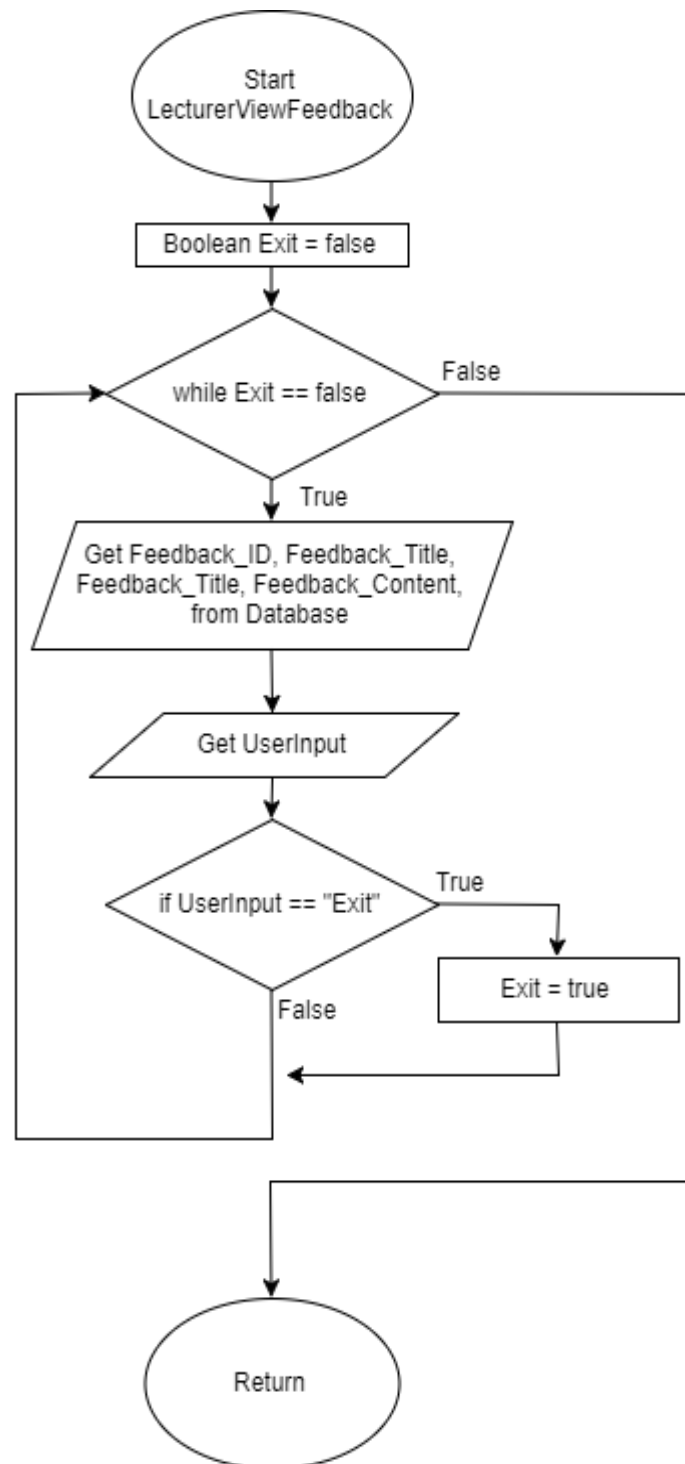 Start
LecturerViewFeedback
Boolean Exit = false
while Exit == false
False
True
Get Feedback_ID, Feedback_Title,
Feedback_Title, Feedback_Content,
from Database
Get UserInput
if UserInput == "Exit"
True
Exit = true
False
Return